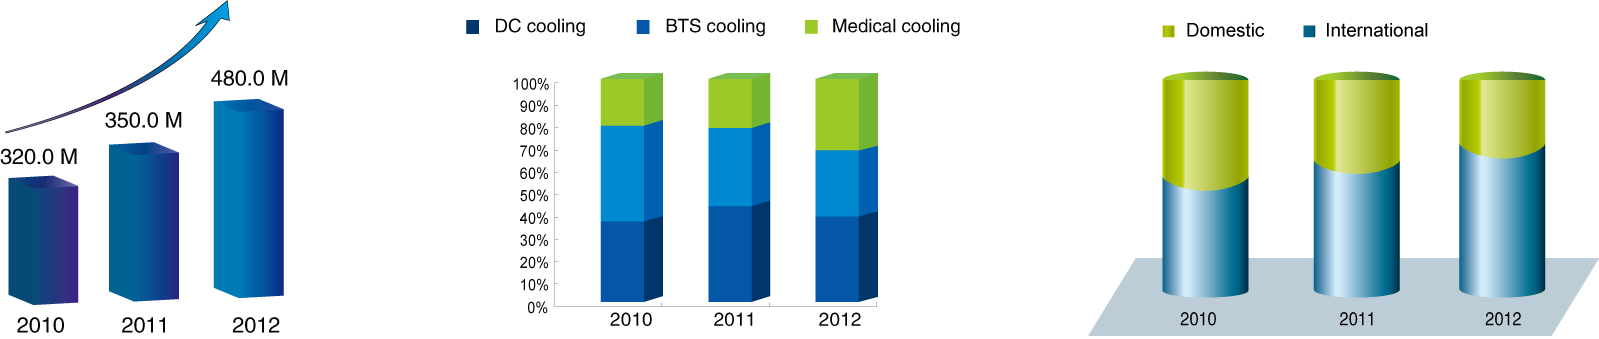 480.0 M
350.0 M
320.0 M
2010 2011 2012
DC cooling BTS cooling Medical cooling
100%
90%
80%
70%
60%
50%
40%
30%
20%
10%
0%
2010 2011 2012
Domestic International
2010 2011 2012